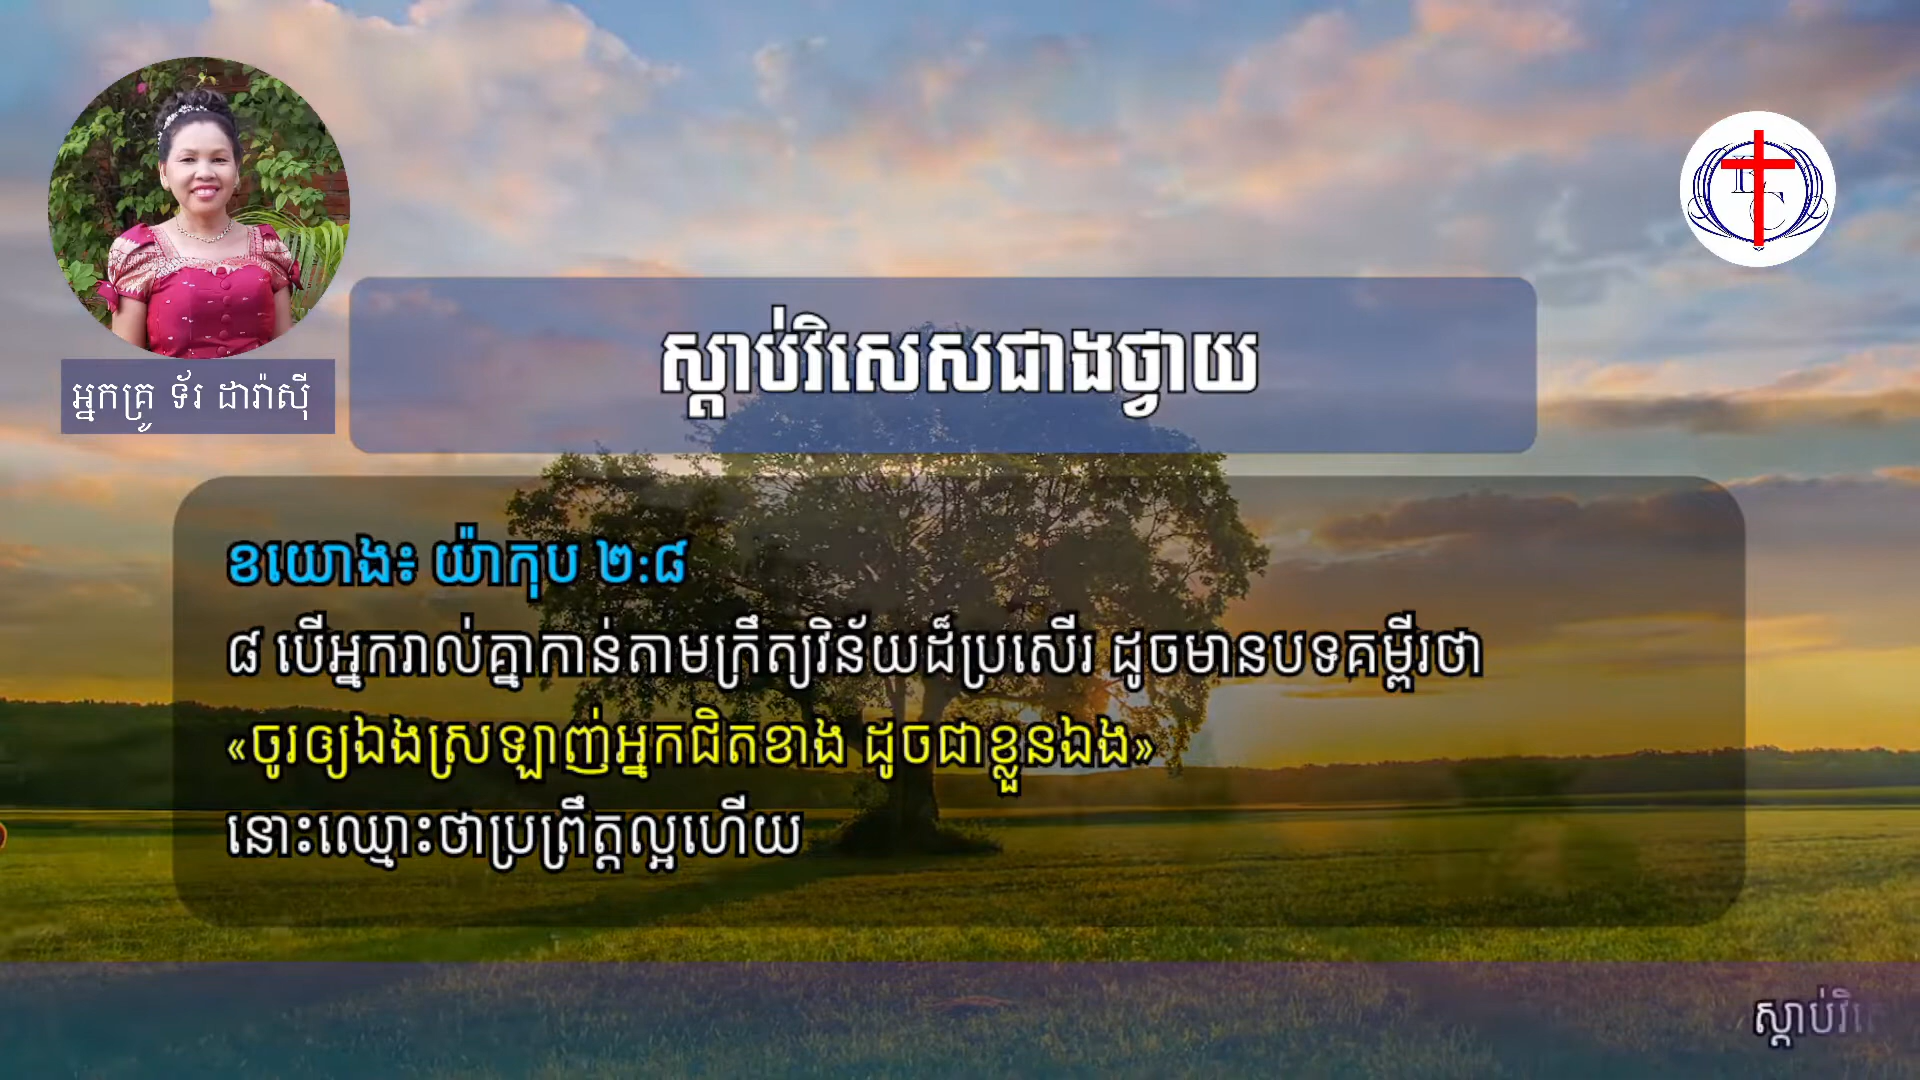 អ្នកគ្រូ ទ័រ ដារ៉ាស៊ី
ស្ដាប់វិសេសជាងថ្វាយ
ខយោង៖ យ៉ាកុប ២:៨
៨ បើអ្នករាល់គ្នាកាន់តាមក្រឹត្យវិន័យដ៏ប្រសើរ ដូចមានបទគម្ពីរថា
«ចូរឲ្យឯងស្រឡាញ់អ្នកជិតខាង ដូចជាខ្លួនឯង»
នោះឈ្មោះថាប្រព្រឹត្តល្អហើយ
ស្ដាប់វិសេ